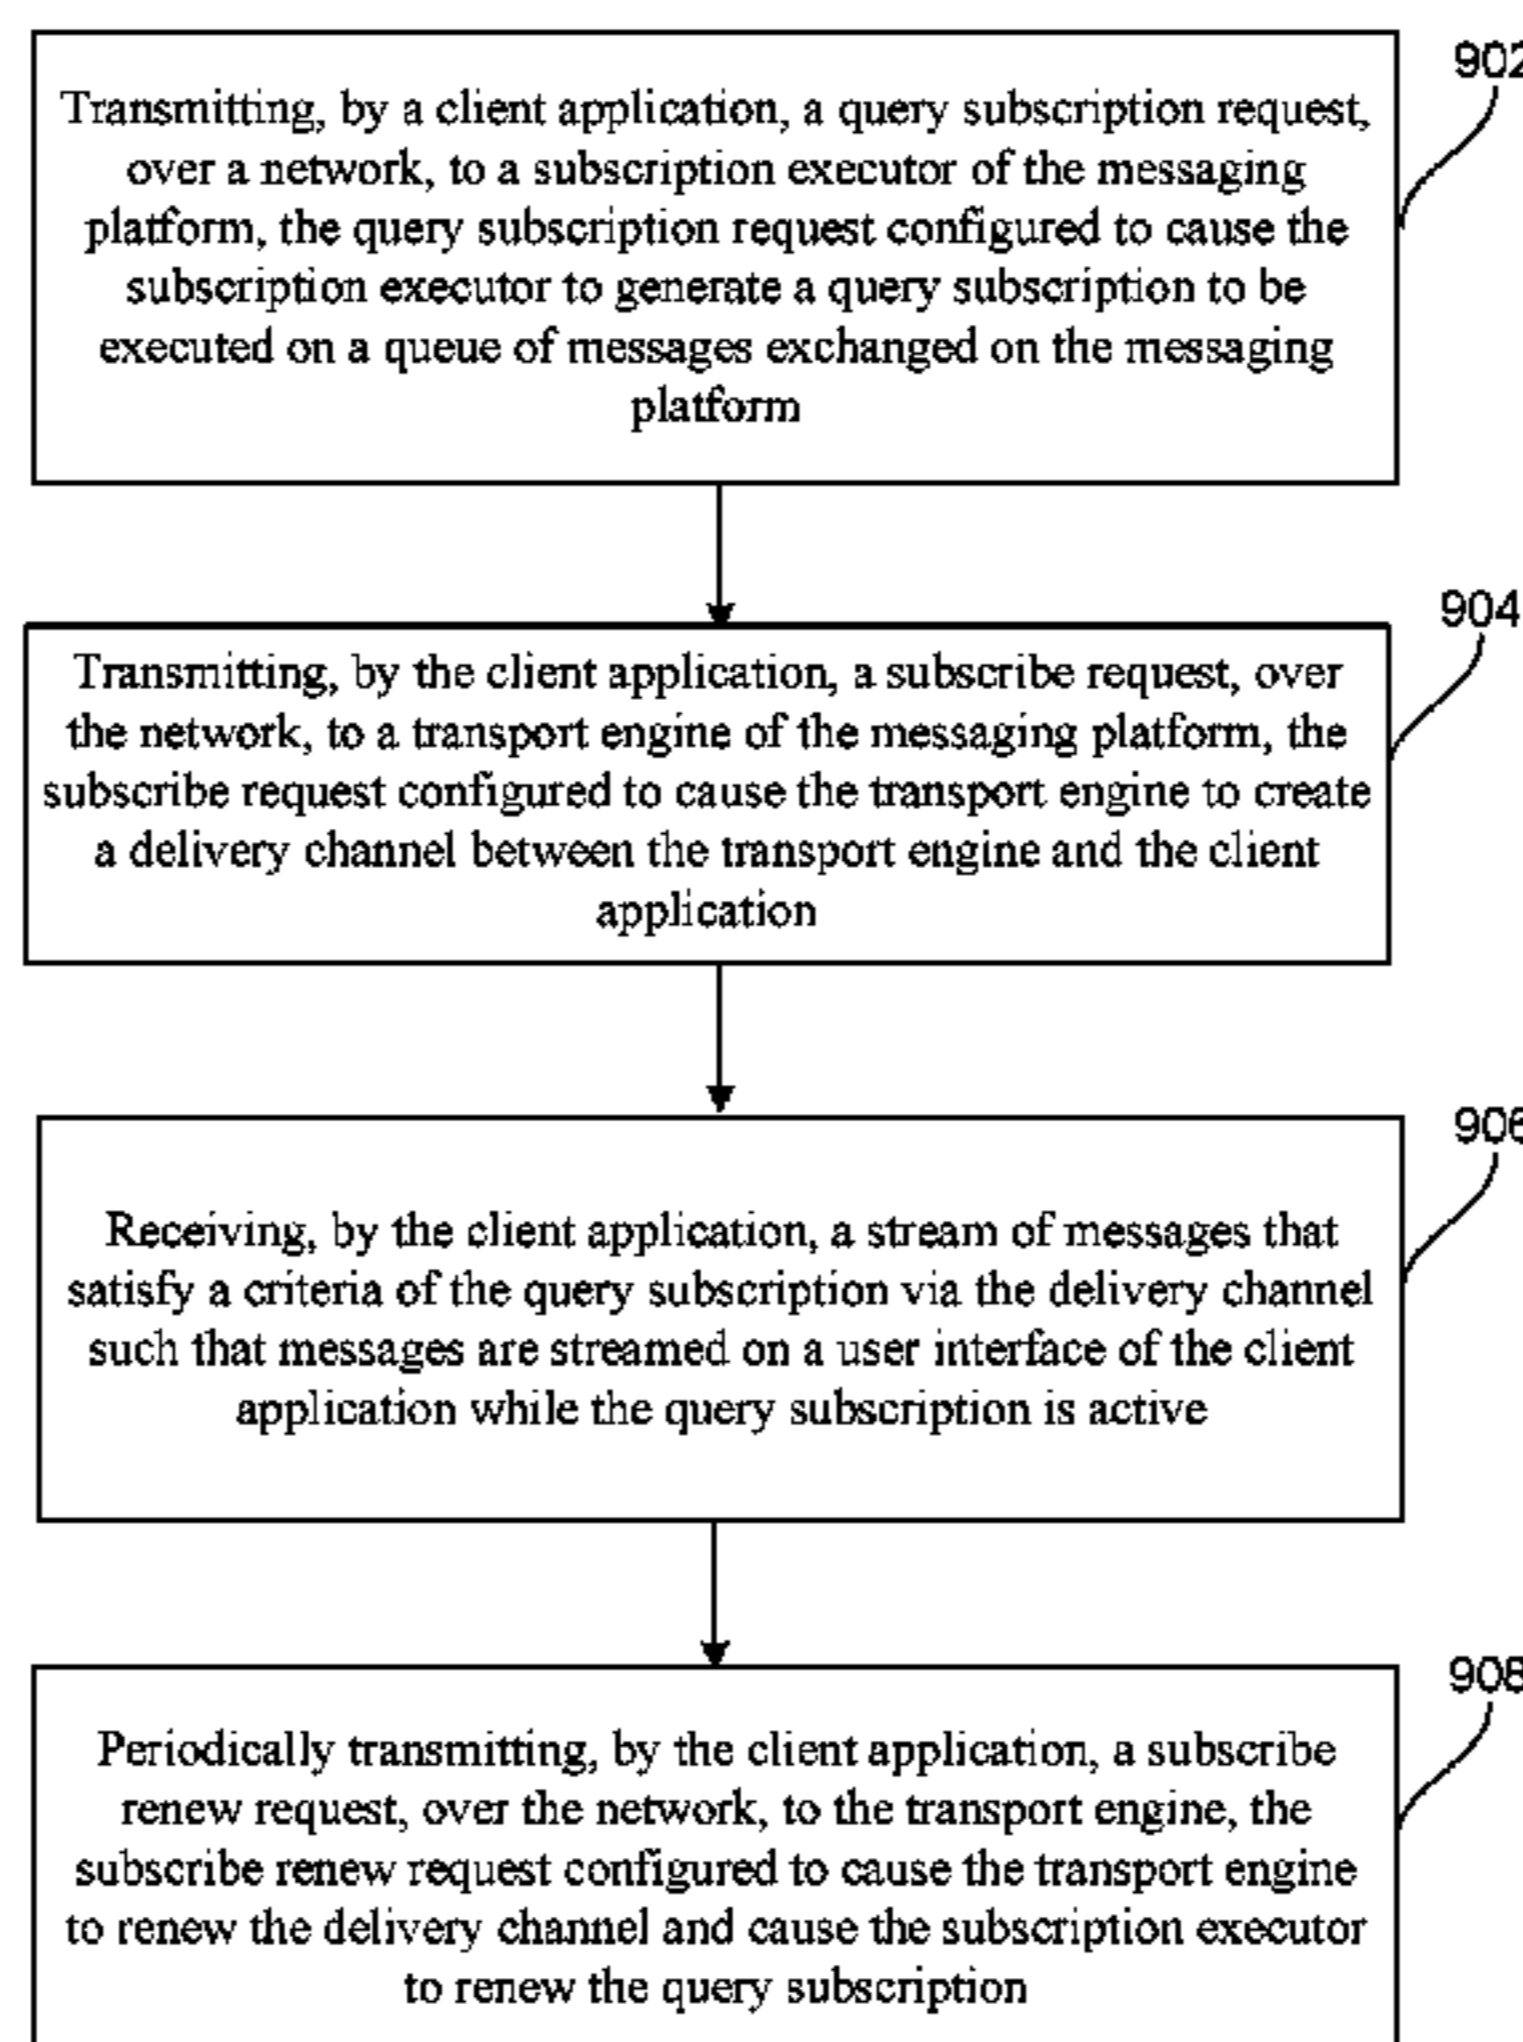 902
Transmitting, by a client application, a query subscription request,
over a network, to a subscription executor of the messaging
platform, the query subscription request configured to cause the
subscription executor to generate a query subscription to be
executed on a queue of messages exchanged on the messaging
platform
904
Transmitting, by the client application, a subscribe request, over
the network, to a transport engine of the messaging platform, the
subscribe request configured to cause the transport engine to create
a delivery channel between the transport engine and the client
application
906
Receiving, by the client application, a stream of messages that
satisfy a criteria of the query subscription via the delivery channel
such that messages are streamed on a user interface of the client
application while the query subscription is active
908
Periodically transmitting, by the client application, a subscribe
renew request, over the network, to the transport engine, the
subscribe renew request configured to cause the transport engine
to renew the delivery channel and cause the subscription executor
to renew the query subscription